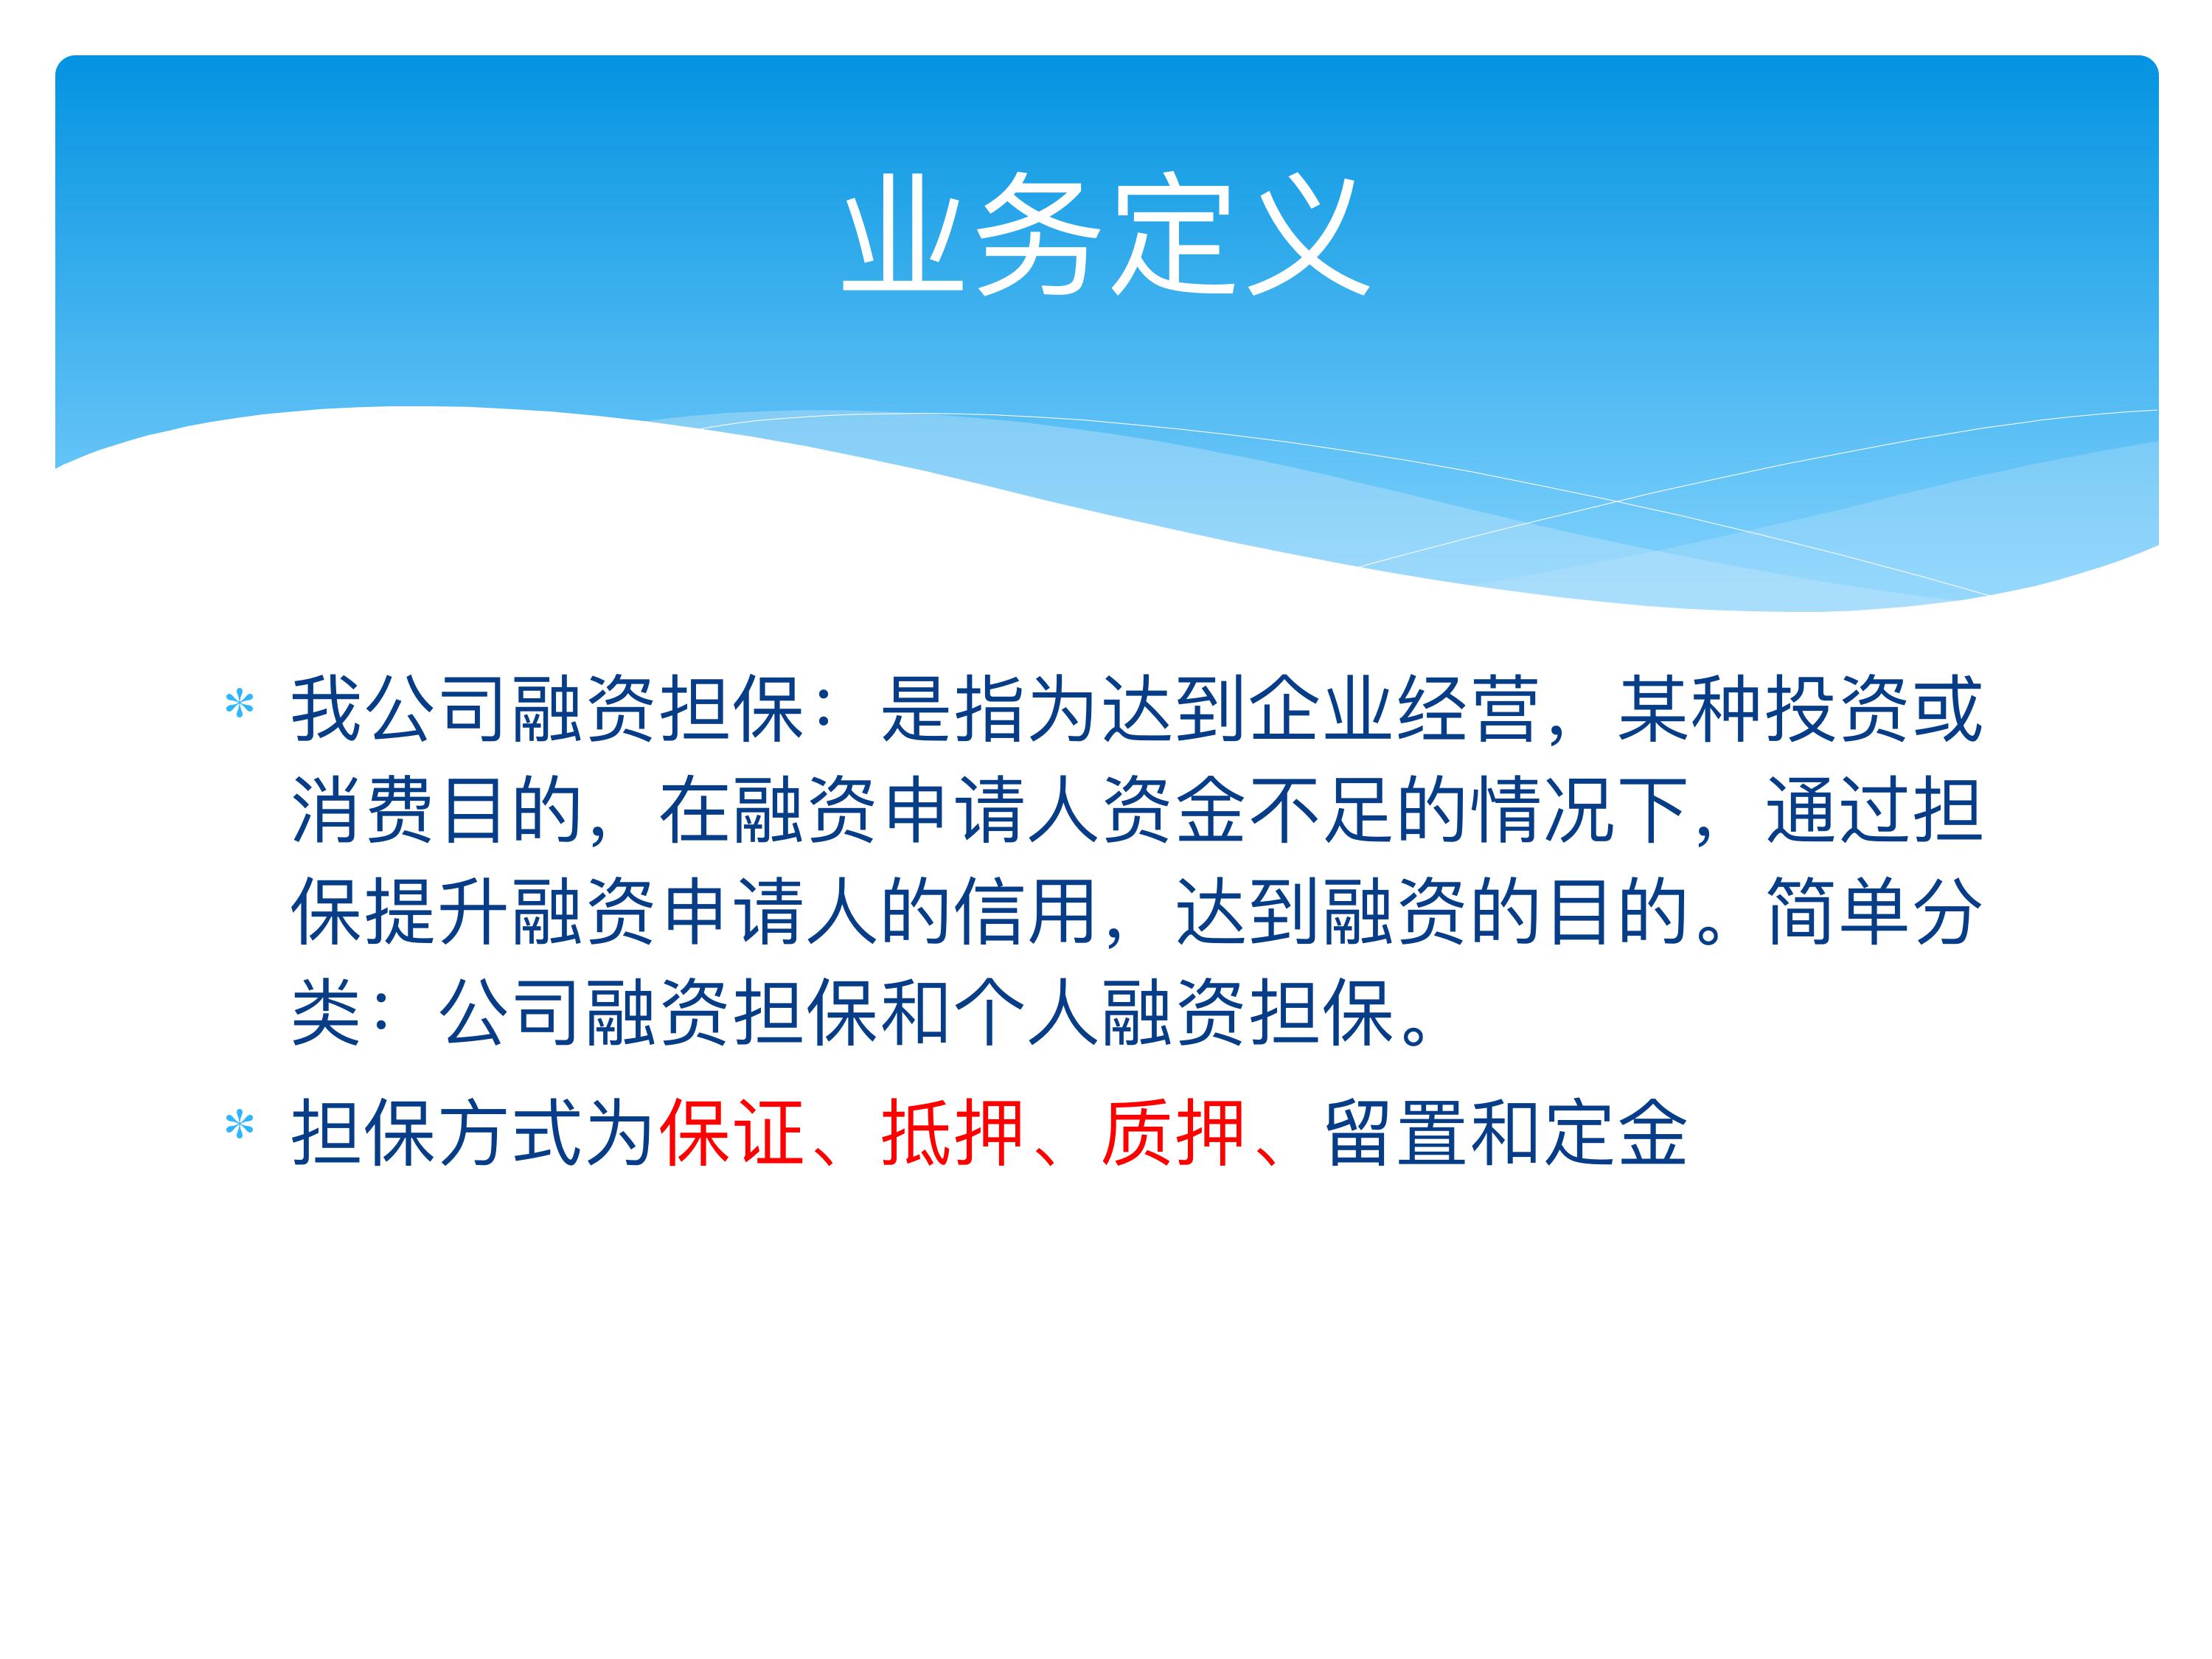 业务定义
我公司融资担保：是指为达到企业经营，某种投资或
消费目的，在融资申请人资金不足的情况下，通过担
保提升融资申请人的信用，达到融资的目的。简单分
类：公司融资担保和个人融资担保。
担保方式为保证、抵押、质押、留置和定金